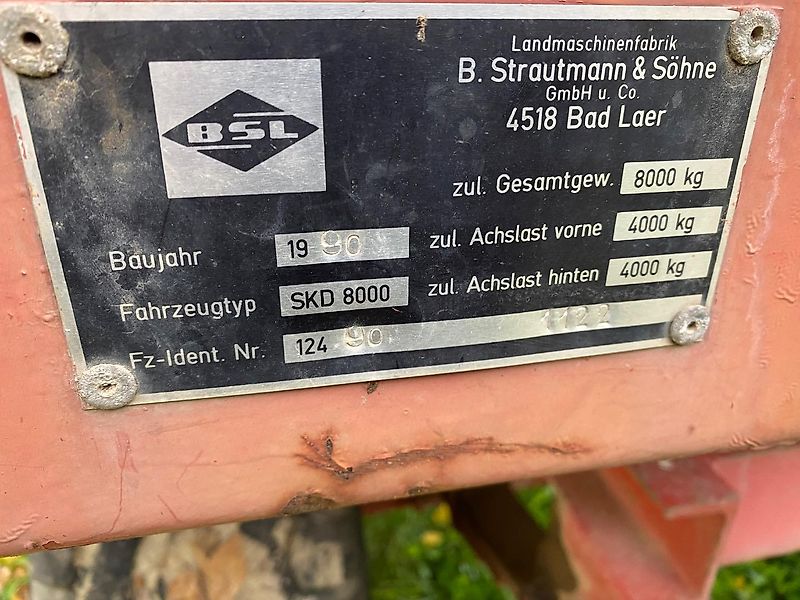 BSL
Landmaschinenfabrik
B. Strautmann & Söhne
GmbH u. Co.
4518 Bad Laer
zul. Gesamtgew. 8000 kg
zul. Achslast vorne 4000 kg
zul. Achslast hinten 4000 kg
Baujahr 19 90
Fahrzeugtyp SKD 8000
Fz-Ident. Nr. 124 90 1122